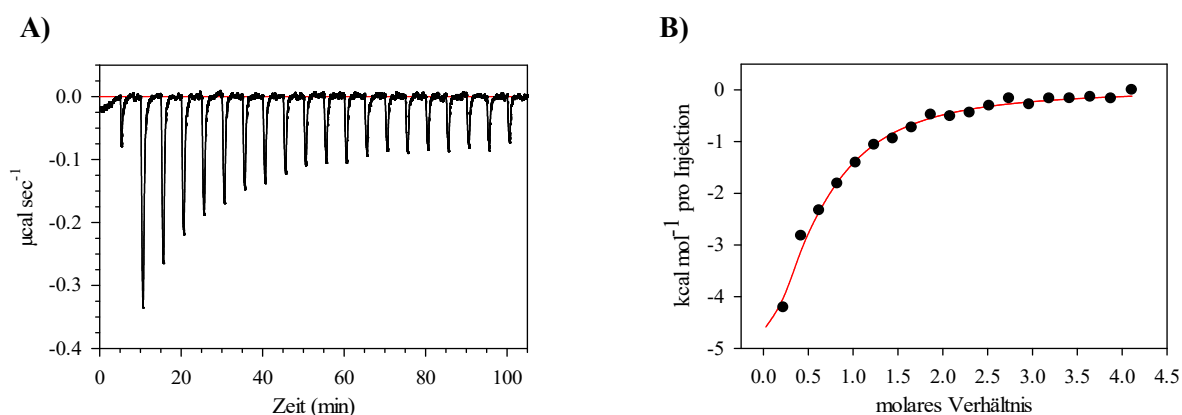 A)
0.0
-0.1
-0.2
-0.3
-0.4
µcal sec⁻¹
0 20 40 60 80 100
Zeit (min)
B)
0
-1
-2
-3
-4
-5
kcal mol⁻¹ pro Injektion
0.0 0.5 1.0 1.5 2.0 2.5 3.0 3.5 4.0 4.5
molares Verhältnis